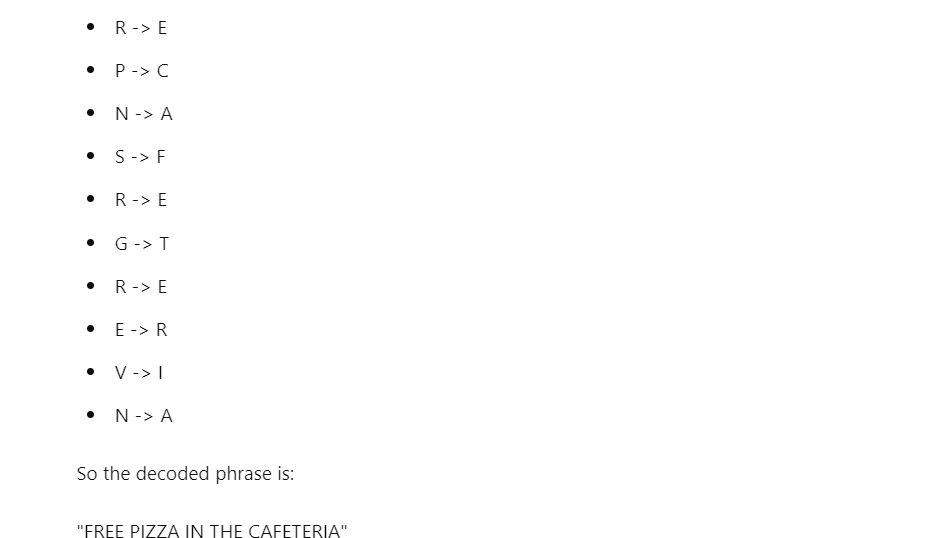 • R -> E
• P -> C
• N -> A
• S -> F
• R -> E
• G -> T
• R -> E
• E -> R
• V -> I
• N -> A
So the decoded phrase is:
"FREE PIZZA IN THE CAFETERIA"